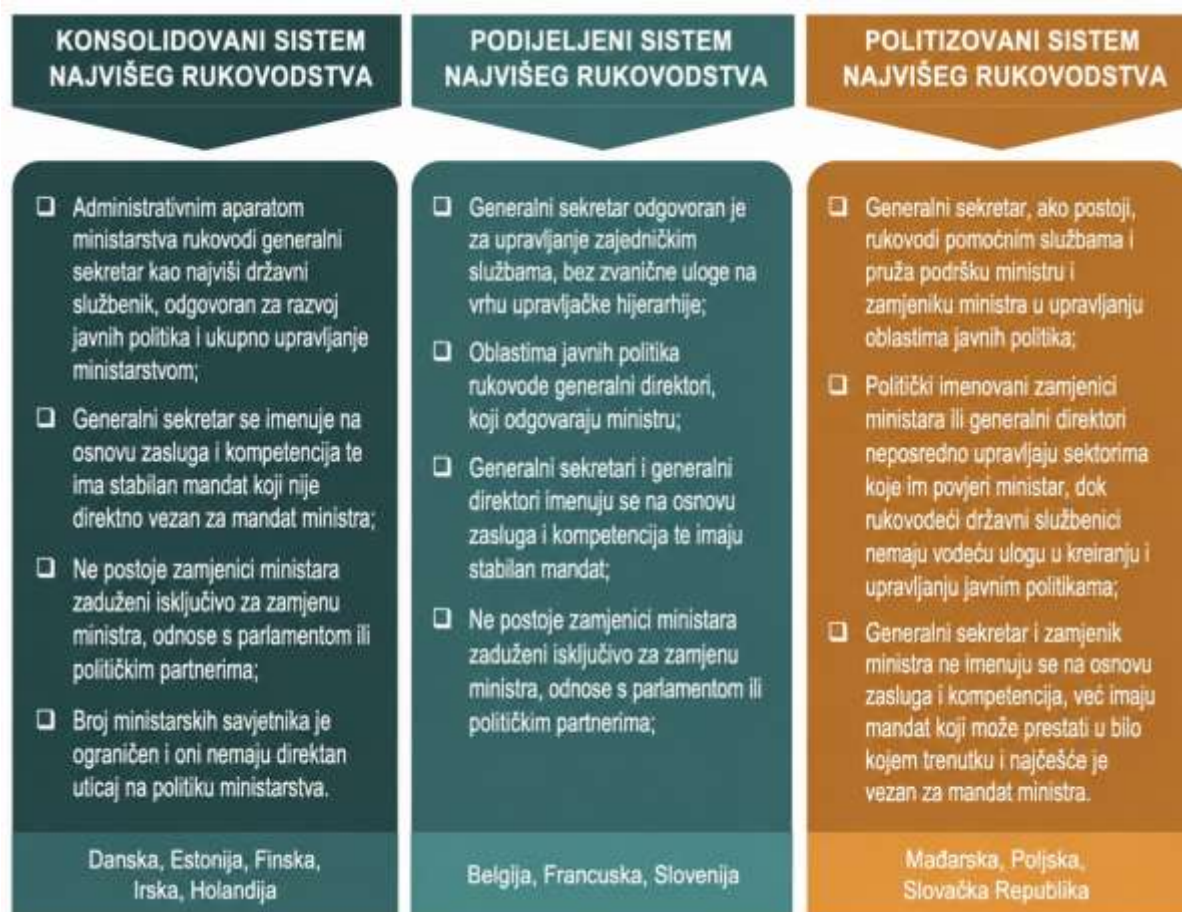 KONSOLIDOVANI SISTEM
NAJVIŠEG RUKOVODSTVA
❑ Administrativnim aparatom
ministarstva rukovodi generalni
sekretar kao najviši državni
službenik, odgovoran za razvoj
javnih politika i ukupno upravljanje
ministarstvom;
❑ Generalni sekretar se imenuje na
osnovu zasluga i kompetencija te
ima stabilan mandat koji nije
direktno vezan za mandat ministra;
❑ Ne postoje zamjenici ministara
zaduženi isključivo za zamjenu
ministra, odnose s parlamentom ili
političkim partnerima;
❑ Broj ministarskih savjetnika je
ograničen i oni nemaju direktan
uticaj na politiku ministarstva.
Danska, Estonija, Finska,
Irska, Holandija
PODIJELJENI SISTEM
NAJVIŠEG RUKOVODSTVA
❑ Generalni sekretar odgovoran je
za upravljanje zajedničkim
službama, bez zvanične uloge na
vrhu upravljačke hijerarhije;
❑ Oblastima javnih politika
rukovode generalni direktori,
koji odgovaraju ministru;
❑ Generalni sekretari i generalni
direktori imenuju se na osnovu
zasluga i kompetencija te imaju
stabilan mandat;
❑ Ne postoje zamjenici ministara
zaduženi isključivo za zamjenu
ministra, odnose s parlamentom ili
političkim partnerima;
Belgija, Francuska, Slovenija
POLITIZOVANI SISTEM
NAJVIŠEG RUKOVODSTVA
❑ Generalni sekretar, ako postoji,
rukovodi pomoćnim službama i
pruža podršku ministru i
zamjeniku ministra u upravljanju
oblastima javnih politika;
❑ Politički imenovani zamjenici
ministara ili generalni direktori
neposredno upravljaju sektorima
koje im povjeri ministar, dok
rukovodeći državni službenici
nemaju vodeću ulogu u kreiranju i
upravljanju javnim politikama;
❑ Generalni sekretar i zamjenik
ministra ne imenuju se na osnovu
zasluga i kompetencija, već imaju
mandat koji može prestati u bilo
kojem trenutku i najčešće je
vezan za mandat ministra.
Mađarska, Poljska,
Slovačka Republika